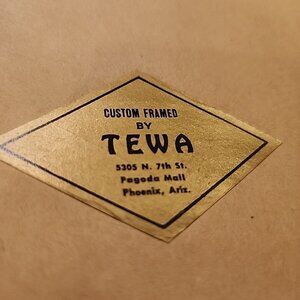 CUSTOM FRAMED
BY
TEWA
5305 N. 7th St.
Pagoda Mall
Phoenix, Ariz.